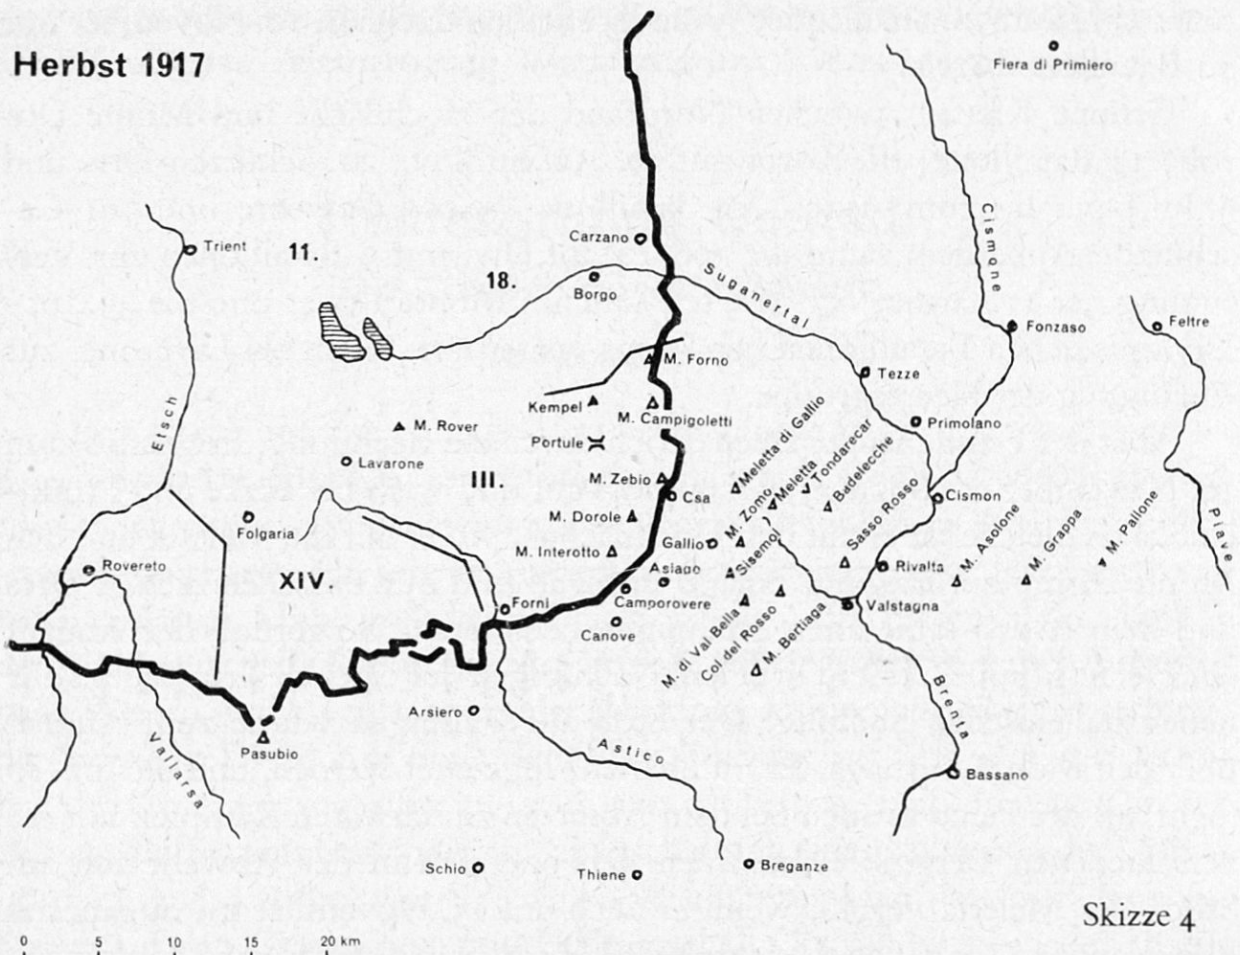 Herbst 1917
Fiera di Primiero
Cismone
Carzano
Trient
11.
18.
Borgo
Suganertal
Fonzaso
Feltre
M. Forno
Tezze
Etsch
Kempel
M. Campigoletti
M. Rover
Portule
Primolano
Lavarone
III.
M. Zebio
Csa
Meletta di Gallio
Meletta
Fondarecar
Badelecche
Cismon
M. Dorole
M. Zomo
Folgaria
M. Interotto
Gallio
Sisemol
Sasso Rosso
M. Asolone
M. Grappa
M. Pallone
Piave
Rovereto
XIV.
Asiago
Rivalta
Forni
Camporovere
Valstagna
Canove
M. di Val Bella
Col del Rosso
M. Bertiaga
Brenta
Arsiero
Pasubio
Vallarsa
Astico
Bassano
Schio
Thiene
Breganze
Skizze 4
0 5 10 15 20 km